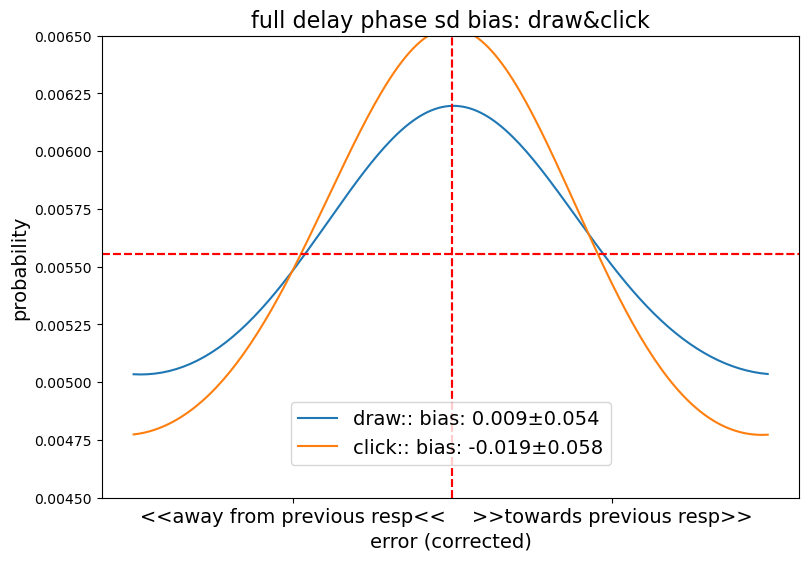 full delay phase sd bias: draw&click
0.00650
0.00625
0.00600
0.00575
0.00550
0.00525
0.00500
0.00475
0.00450
probability
draw:: bias: 0.009±0.054
click:: bias: -0.019±0.058
<<away from previous resp<< >>towards previous resp>>
error (corrected)